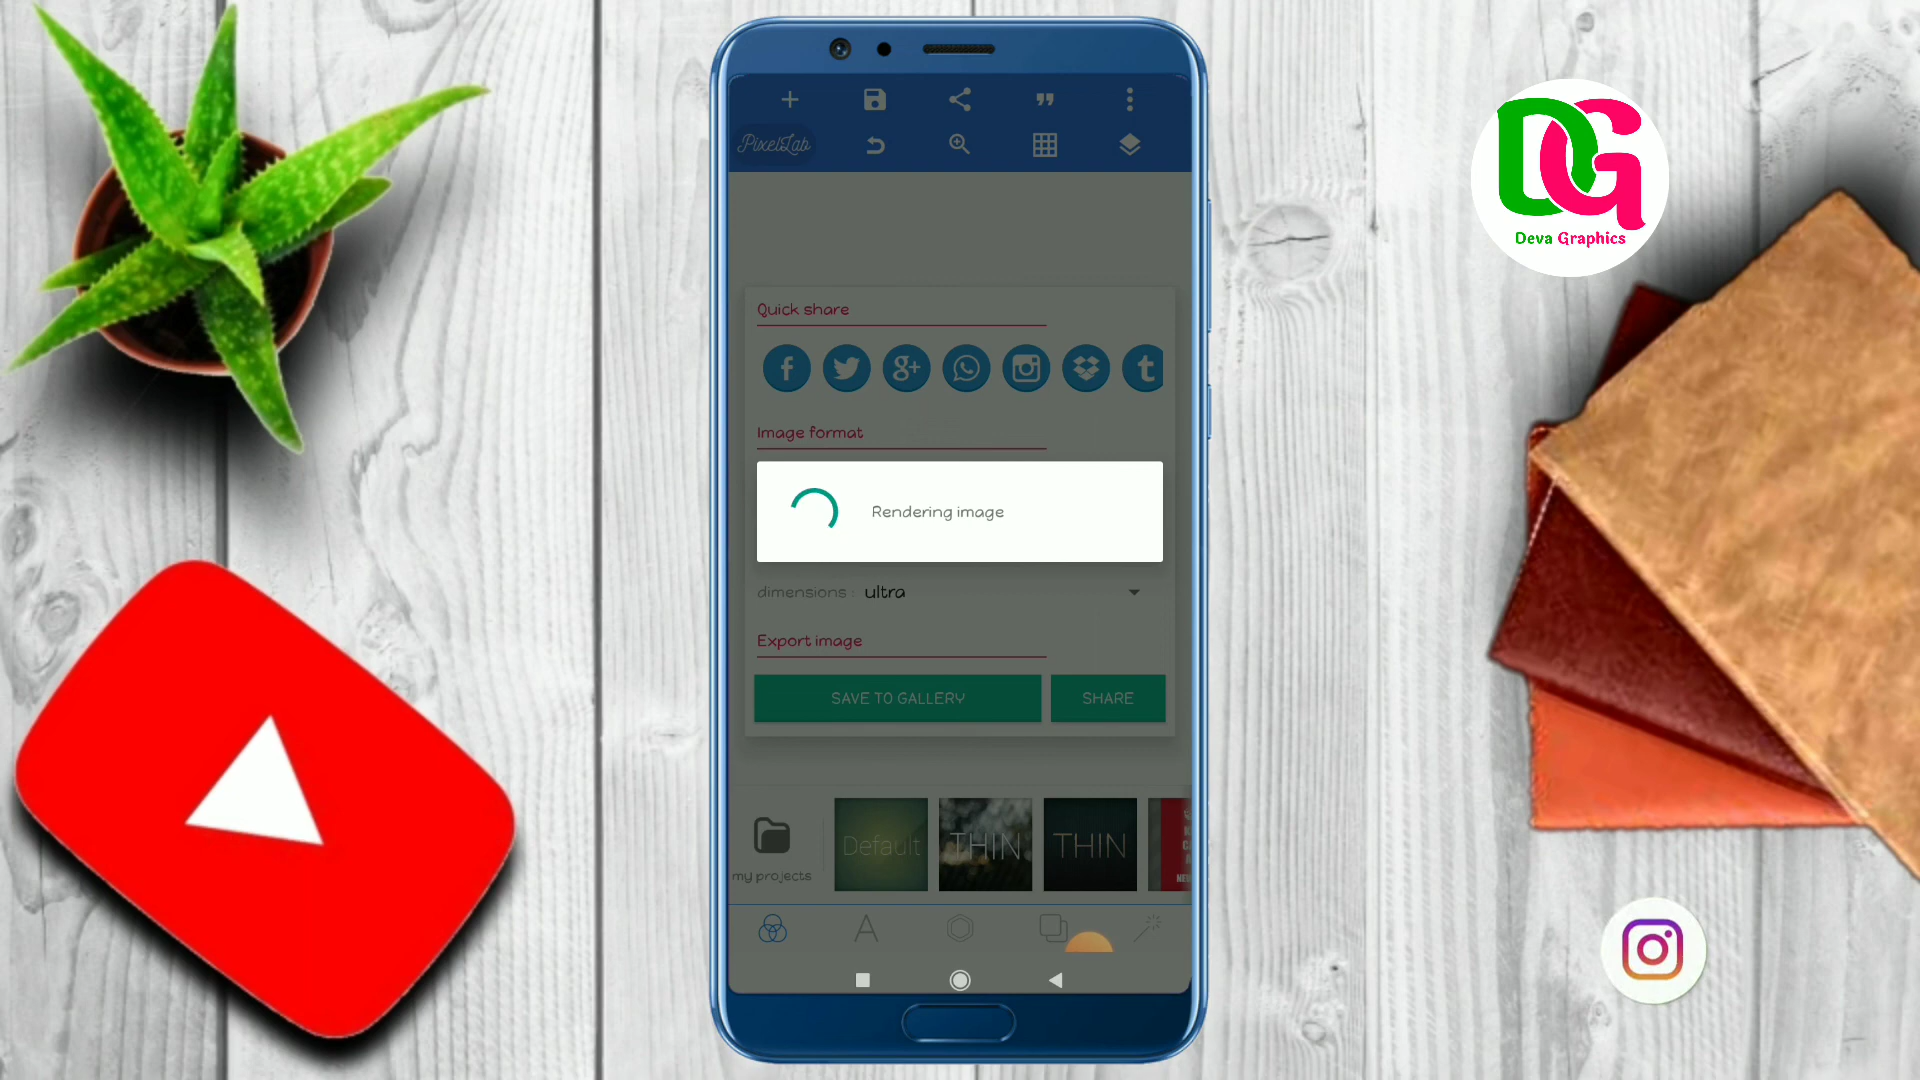 PixelLab
Quick share
Image format
Rendering image
dimensions : ultra
Export image
SAVE TO GALLERY
SHARE
my projects
Default
THIN
THIN
DG
Deva Graphics